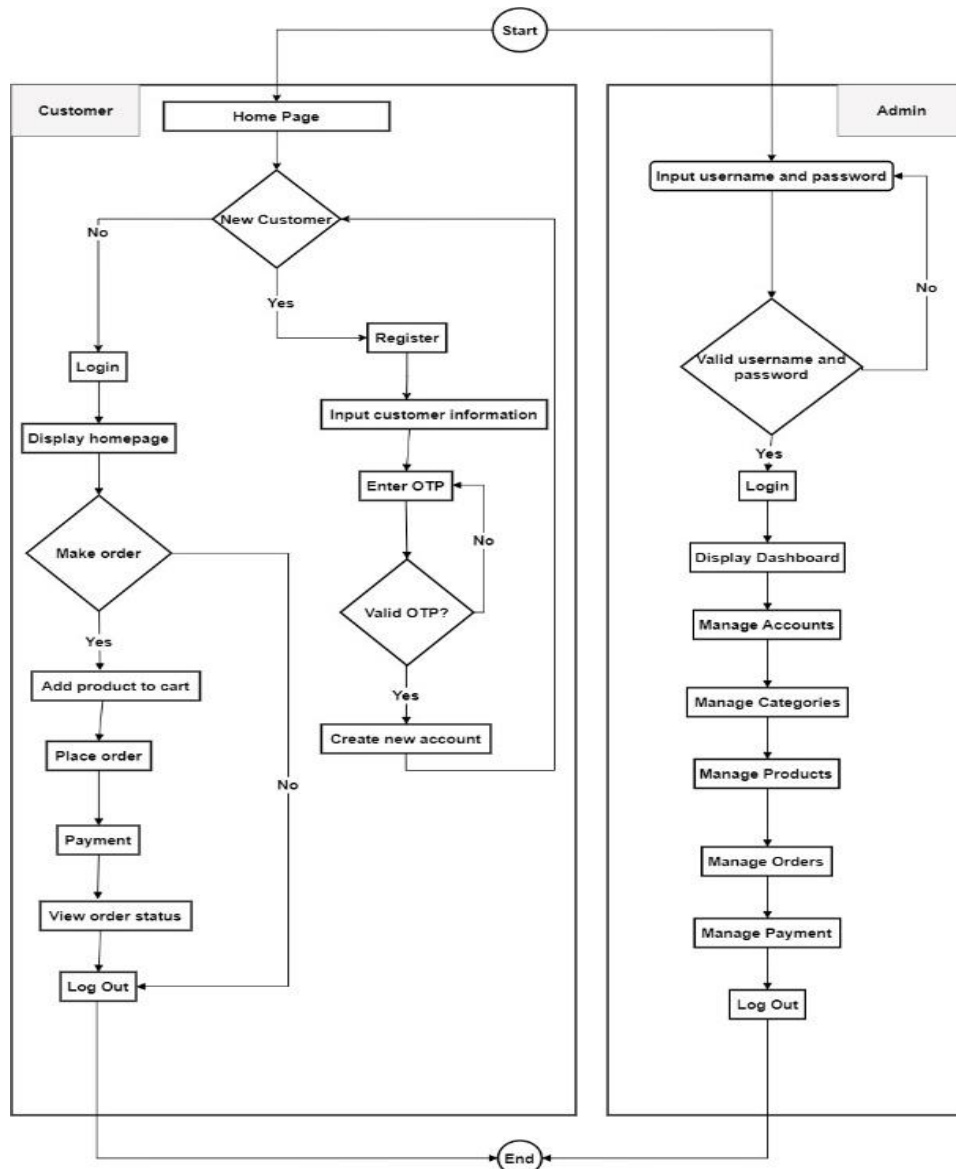 Start
Customer
Home Page
New Customer
No
Yes
Register
Login
Input customer information
Display homepage
Enter OTP
No
Make order
Valid OTP?
Yes
Yes
Add product to cart
Create new account
Place order
No
Payment
View order status
Log Out
Admin
Input username and password
No
Valid username and
password
Yes
Login
Display Dashboard
Manage Accounts
Manage Categories
Manage Products
Manage Orders
Manage Payment
Log Out
End